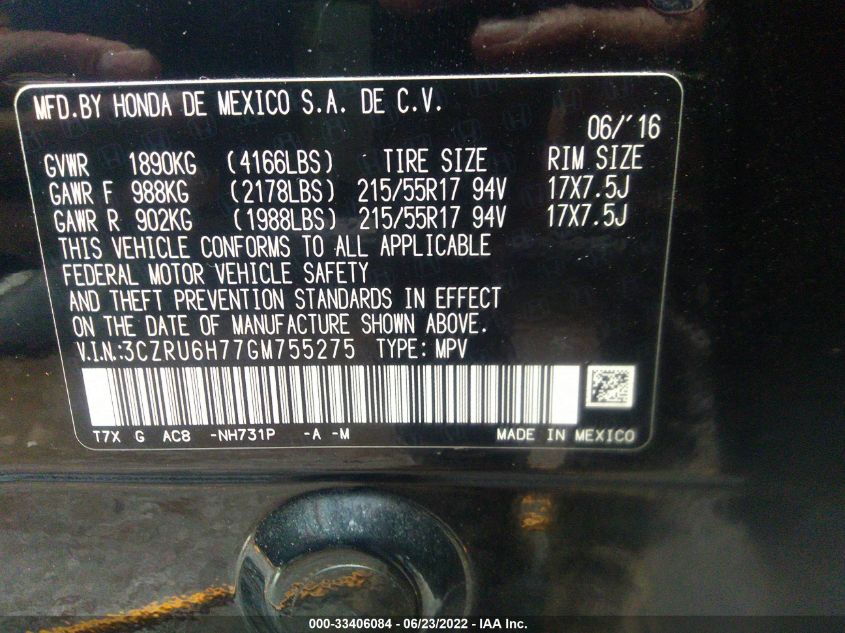 MFD.BY HONDA DE MEXICO S.A. DE C.V.
06/'16
GVWR 1890KG (4166LBS) TIRE SIZE RIM SIZE
GAWR F 988KG (2178LBS) 215/55R17 94V 17X7.5J
GAWR R 902KG (1988LBS) 215/55R17 94V 17X7.5J
THIS VEHICLE CONFORMS TO ALL APPLICABLE
FEDERAL MOTOR VEHICLE SAFETY
AND THEFT PREVENTION STANDARDS IN EFFECT
ON THE DATE OF MANUFACTURE SHOWN ABOVE.
V.I.N.:3CZRU6H77GM755275 TYPE: MPV
T7X G AC8 -NH731P -A -M MADE IN MEXICO
000-33406084 - 06/23/2022 - IAA Inc.